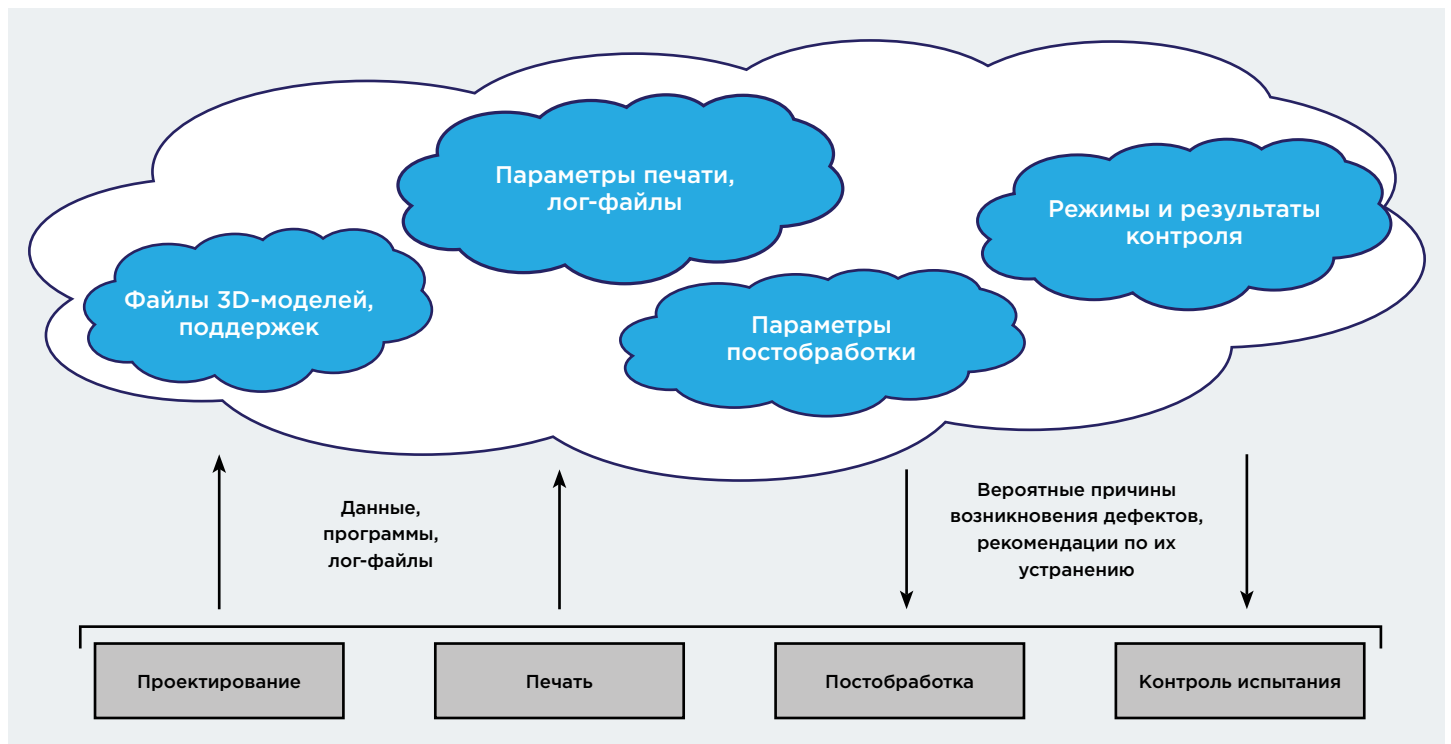 Параметры печати,
лог-файлы
Режимы и результаты
контроля
Файлы 3D-моделей,
поддержек
Параметры
постобработки
Данные,
программы,
лог-файлы
Вероятные причины
возникновения дефектов,
рекомендации по их
устранению
Проектирование
Печать
Постобработка
Контроль испытания